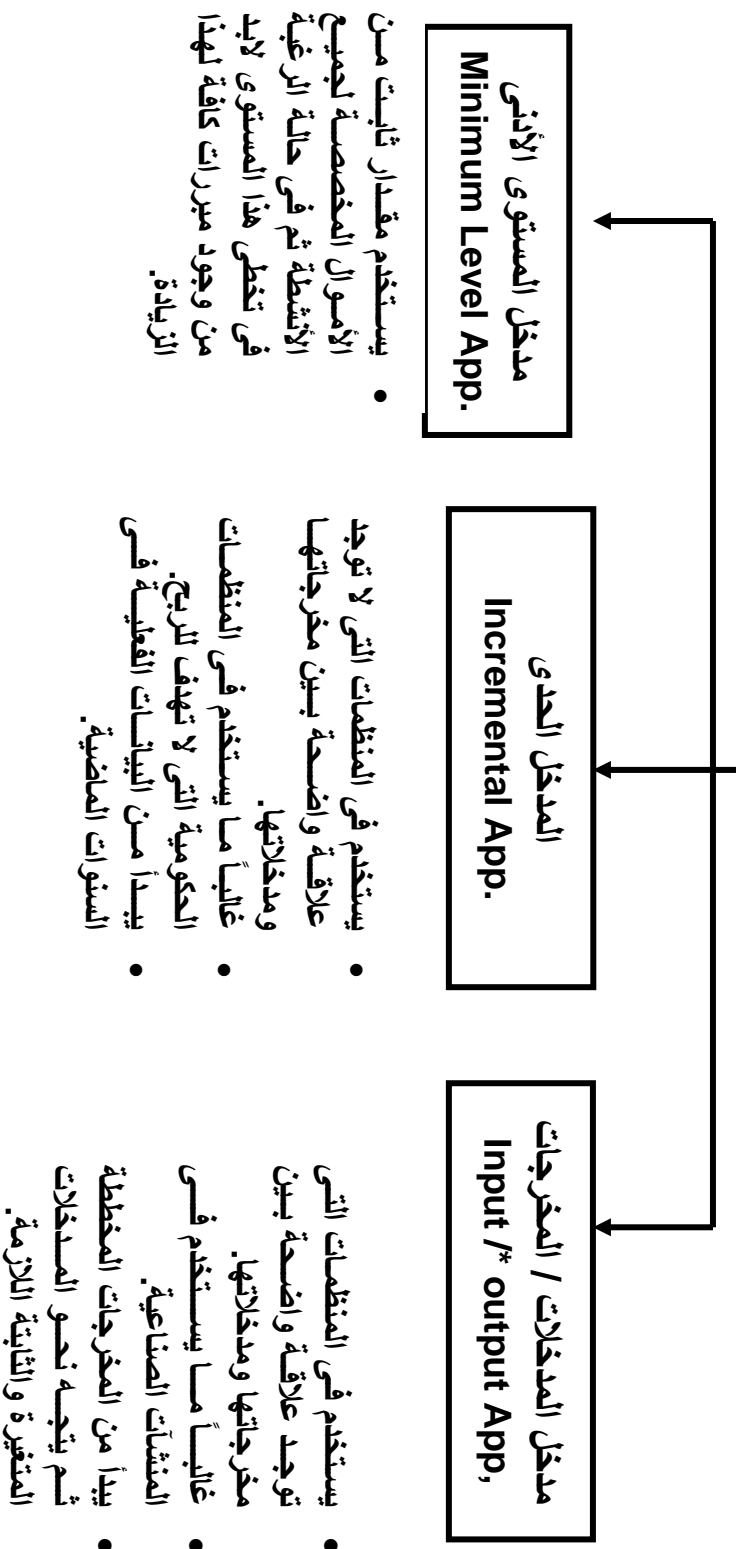 مدخل المدخلات / المخرجات
Input /* output App,
يستخدم فى المنظمات التى
توجد علاقة واضحة بين
مخرجاتها ومدخلاتها.
غالباً ما يستخدم فى
المنشآت الصناعية.
يبدأ من المخرجات المخططة
ثم يتجه نحو المدخلات
المتغيرة والثابتة اللازمة.
المدخل الحدى
Incremental App.
يستخدم فى المنظمات التى لا توجد
علاقة واضحة بين مخرجاتها
ومدخلاتها.
غالباً ما يستخدم فى المنظمات
الحكومية التى لا تهدف للربح.
يبدأ من البيانات الفعلية فى
السنوات الماضية.
مدخل المستوى الأدنى
Minimum Level App.
يستخدم مقدار ثابت من
الأموال المخصصة لجميع
الأنشطة ثم فى حالة الرغبة
فى تخطى هذا المستوى لابد
من وجود مبررات كافة لهذا
الزيادة.